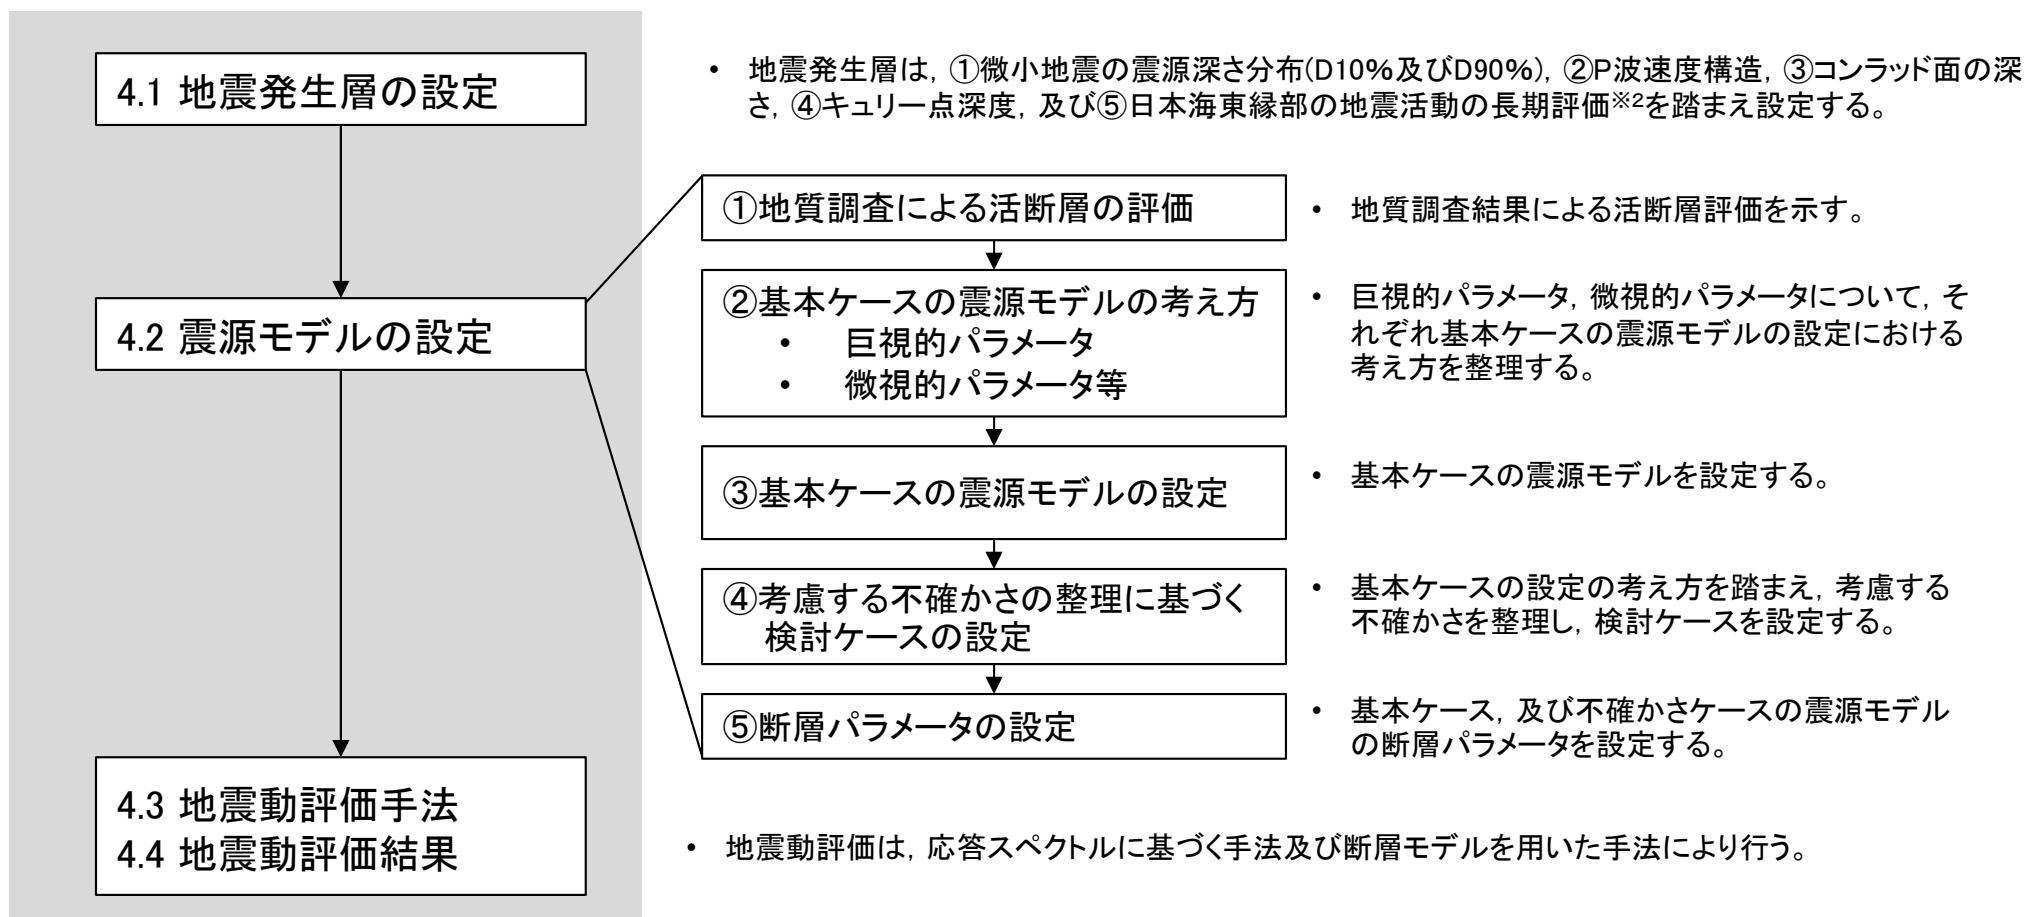 4.1 地震発生層の設定
• 地震発生層は，①微小地震の震源深さ分布(D10%及びD90%)，②P波速度構造，③コンラッド面の深
さ，④キュリー点深度，及び⑤日本海東縁部の地震活動の長期評価※2を踏まえ設定する。
4.2 震源モデルの設定
①地質調査による活断層の評価
• 地質調査結果による活断層評価を示す。
②基本ケースの震源モデルの考え方
• 巨視的パラメータ
• 微視的パラメータ等
• 巨視的パラメータ，微視的パラメータについて，そ
れぞれ基本ケースの震源モデルの設定における
考え方を整理する。
③基本ケースの震源モデルの設定
• 基本ケースの震源モデルを設定する。
④考慮する不確かさの整理に基づく
検討ケースの設定
• 基本ケースの設定の考え方を踏まえ，考慮する
不確かさを整理し，検討ケースを設定する。
⑤断層パラメータの設定
• 基本ケース，及び不確かさケースの震源モデル
の断層パラメータを設定する。
4.3 地震動評価手法
4.4 地震動評価結果
• 地震動評価は，応答スペクトルに基づく手法及び断層モデルを用いた手法により行う。